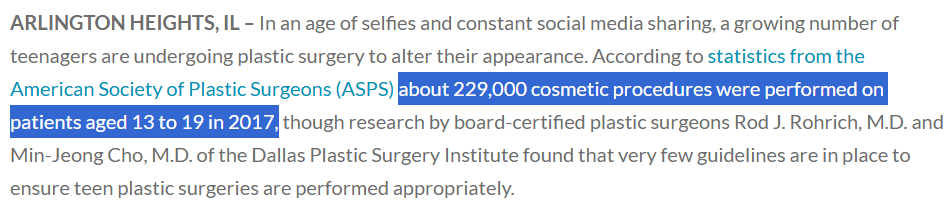 ARLINGTON HEIGHTS, IL – In an age of selfies and constant social media sharing, a growing number of
teenagers are undergoing plastic surgery to alter their appearance. According to statistics from the
American Society of Plastic Surgeons (ASPS) about 229,000 cosmetic procedures were performed on
patients aged 13 to 19 in 2017, though research by board-certified plastic surgeons Rod J. Rohrich, M.D. and
Min-Jeong Cho, M.D. of the Dallas Plastic Surgery Institute found that very few guidelines are in place to
ensure teen plastic surgeries are performed appropriately.